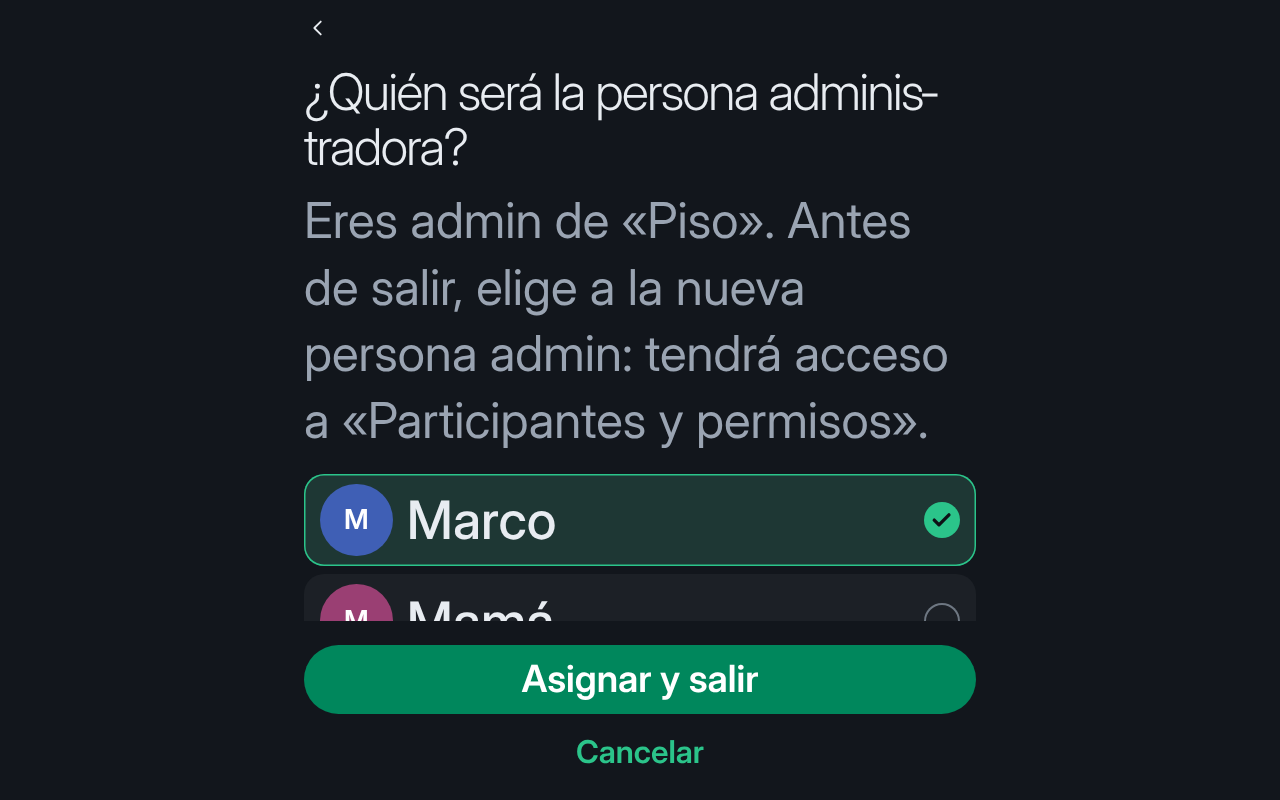 ¿Quién será la persona adminis-
tradora?
Eres admin de «Piso». Antes
de salir, elige a la nueva
persona admin: tendrá acceso
a «Participantes y permisos».
M Marco
M Mamá
Asignar y salir
Cancelar